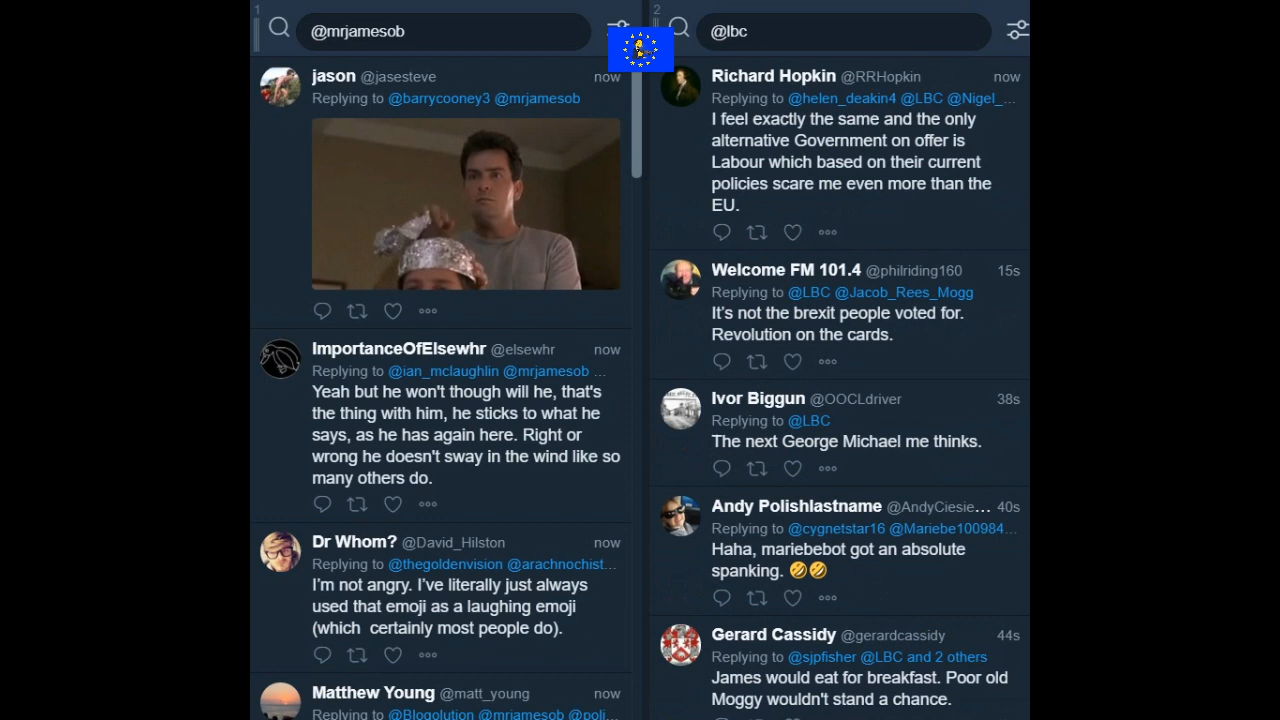 1
@mrjamesob
jason @jasesteve now
Replying to @barrycooney3 @mrjamesob
ImportanceOfElsewhr @elsewhr now
Replying to @ian_mclaughlin @mrjamesob ...
Yeah but he won't though will he, that's
the thing with him, he sticks to what he
says, as he has again here. Right or
wrong he doesn't sway in the wind like so
many others do.
Dr Whom? @David_Hilston now
Replying to @thegoldenvision @arachnochist...
I'm not angry. I've literally just always
used that emoji as a laughing emoji
(which certainly most people do).
Matthew Young @matt_young now
Replying to @Blogolution @mrjamesob @poli...
2
@lbc
Richard Hopkin @RRHopkin now
Replying to @helen_deakin4 @LBC @Nigel_...
I feel exactly the same and the only
alternative Government on offer is
Labour which based on their current
policies scare me even more than the
EU.
Welcome FM 101.4 @philriding160 15s
Replying to @LBC @Jacob_Rees_Mogg
It's not the brexit people voted for.
Revolution on the cards.
Ivor Biggun @OOCLdriver 38s
Replying to @LBC
The next George Michael me thinks.
Andy Polishlastname @AndyCiesie... 40s
Replying to @cygnetstar16 @Mariebe100984...
Haha, mariebebot got an absolute
spanking. 🤣🤣
Gerard Cassidy @gerardcassidy 44s
Replying to @sjpfisher @LBC and 2 others
James would eat for breakfast. Poor old
Moggy wouldn't stand a chance.